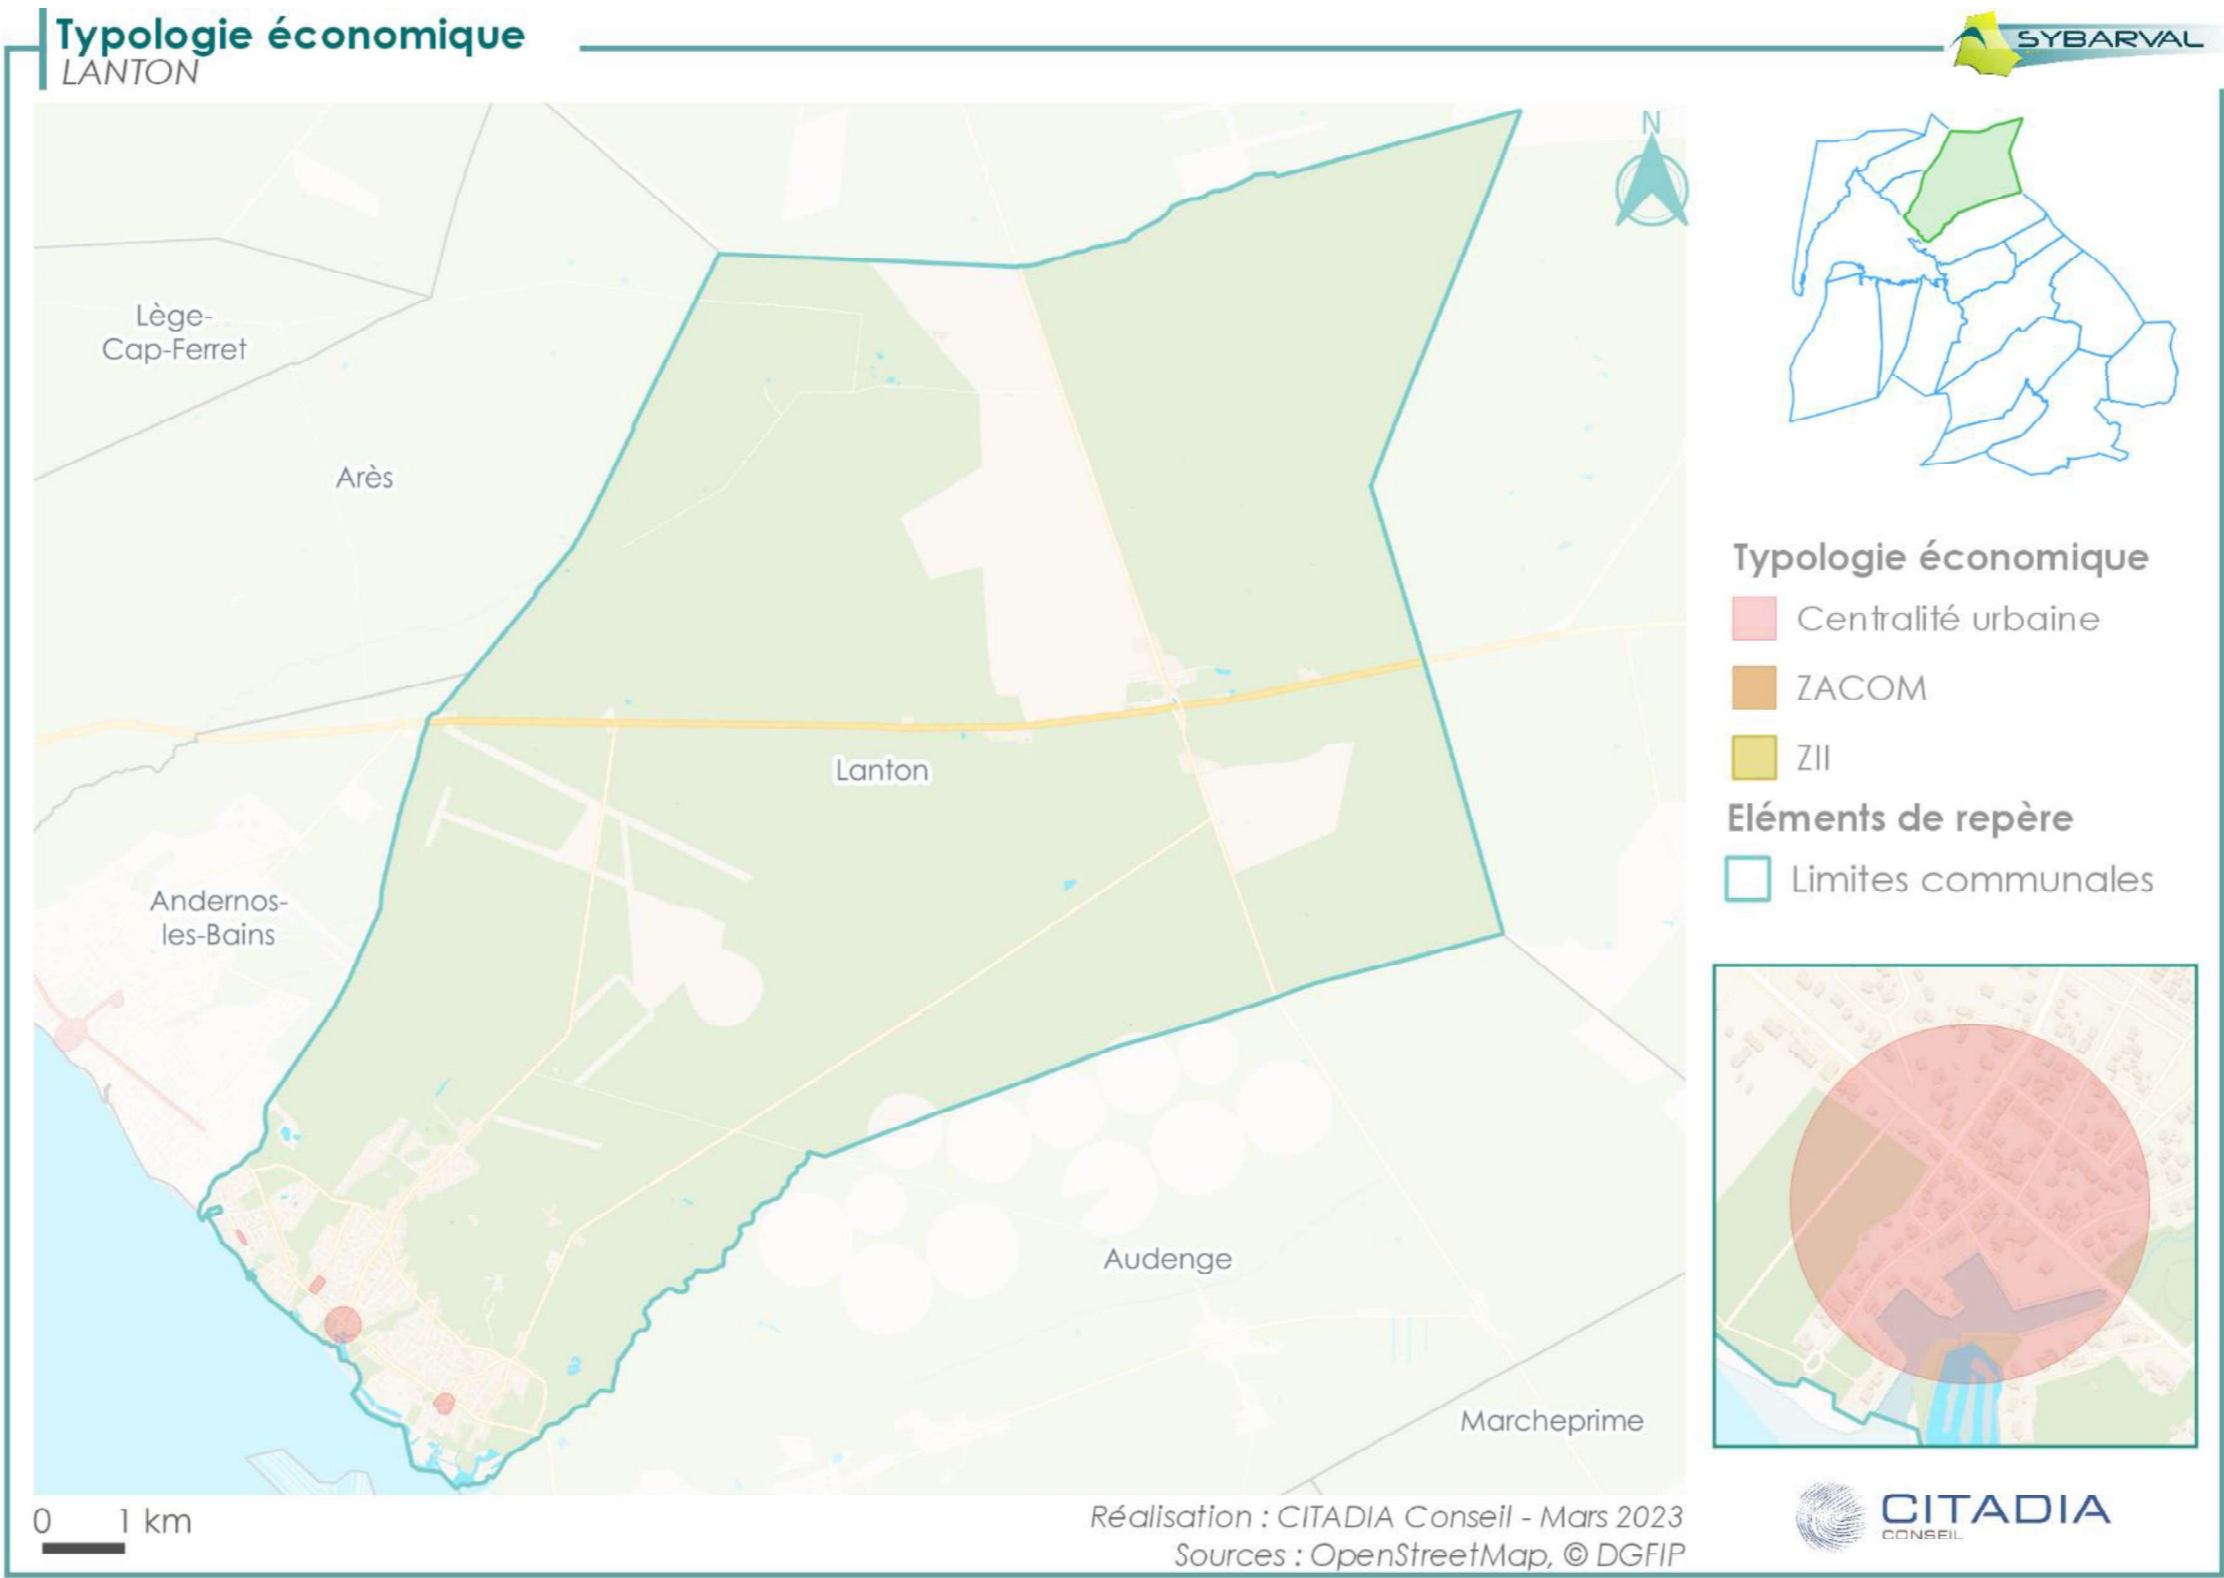 Typologie économique
LANTON
SYBARVAL
N
Lège-
Cap-Ferret
Arès
Lanton
Andernos-
les-Bains
Audenge
Marcheprime
Typologie économique
Centralité urbaine
ZACOM
ZII
Eléments de repère
Limites communales
0 1 km
Réalisation : CITADIA Conseil - Mars 2023
Sources : OpenStreetMap, © DGFIP
CITADIA
CONSEIL